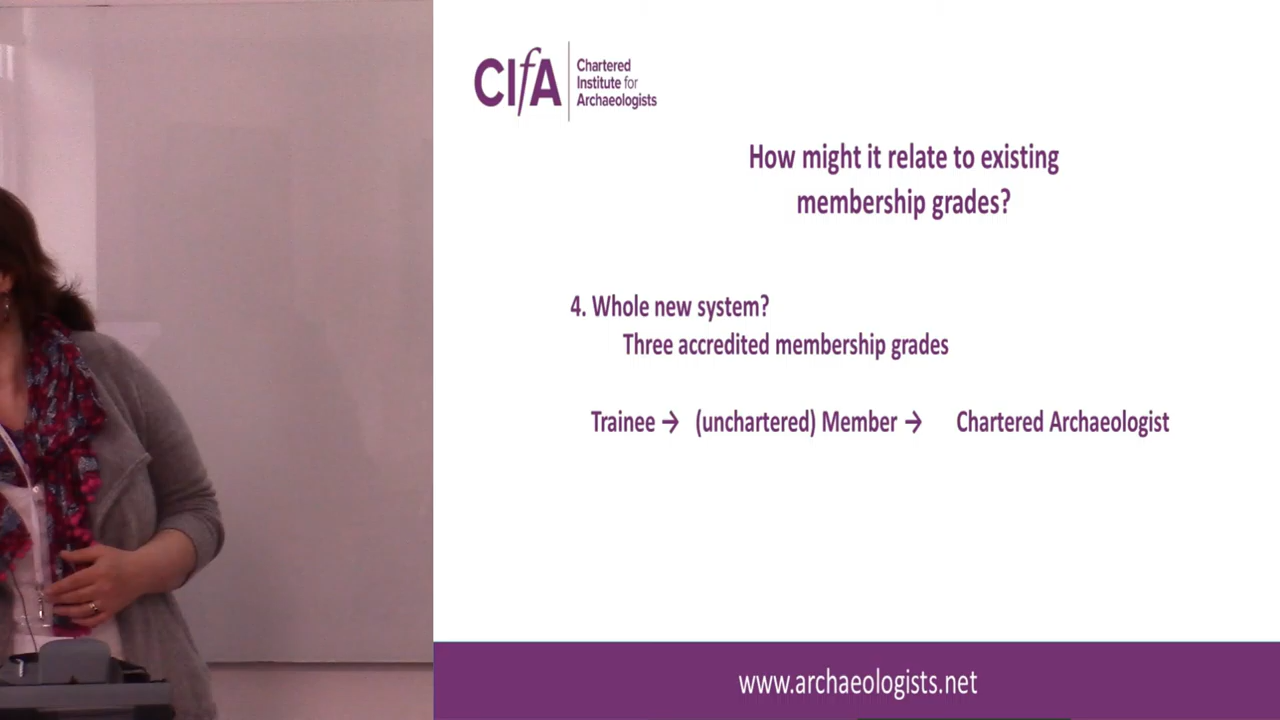 CIfA
Chartered
Institute for
Archaeologists
How might it relate to existing
membership grades?
4. Whole new system?
Three accredited membership grades
Trainee → (unchartered) Member → Chartered Archaeologist
www.archaeologists.net